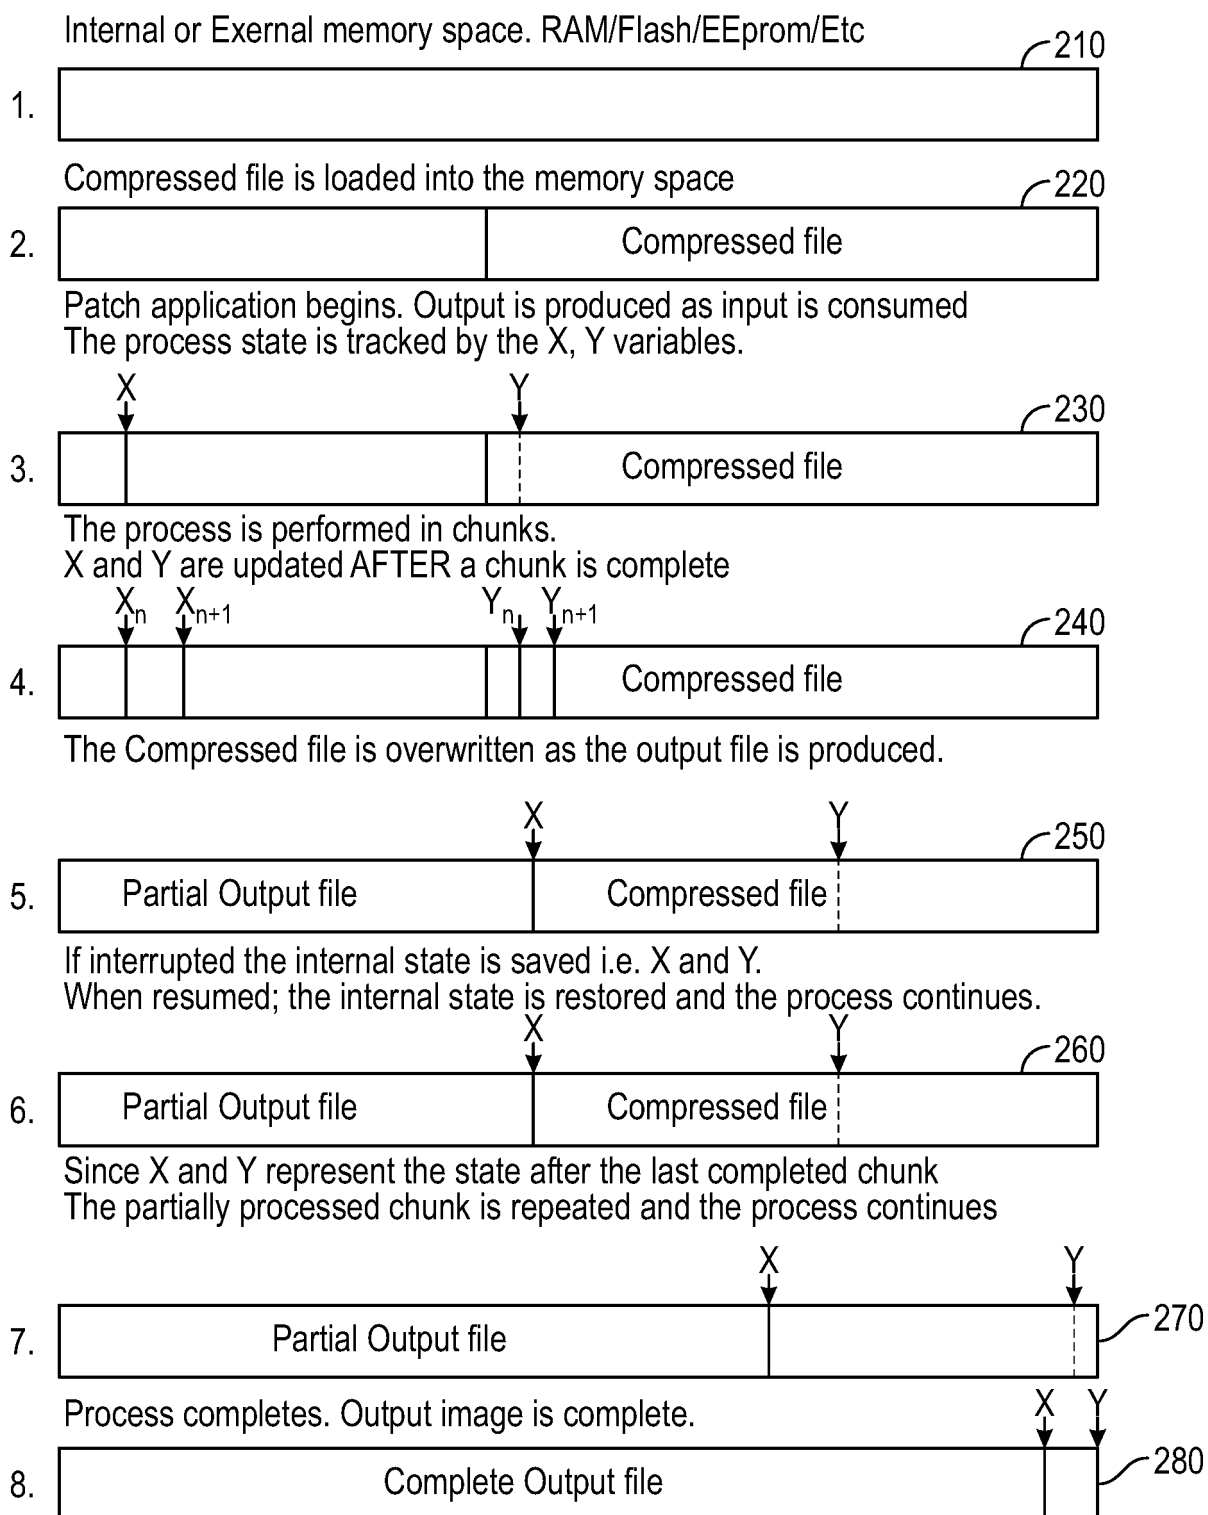 Internal or Exernal memory space. RAM/Flash/EEprom/Etc
210
1.
Compressed file is loaded into the memory space
220
2.
Compressed file
Patch application begins. Output is produced as input is consumed
The process state is tracked by the X, Y variables.
X Y
230
3.
Compressed file
The process is performed in chunks.
X and Y are updated AFTER a chunk is complete
Xn Xn+1 Yn Yn+1
240
4.
Compressed file
The Compressed file is overwritten as the output file is produced.
X Y
250
5.
Partial Output file Compressed file
If interrupted the internal state is saved i.e. X and Y.
When resumed; the internal state is restored and the process continues.
X Y
260
6.
Partial Output file Compressed file
Since X and Y represent the state after the last completed chunk
The partially processed chunk is repeated and the process continues
X Y
270
7.
Partial Output file
Process completes. Output image is complete.
X Y
280
8.
Complete Output file